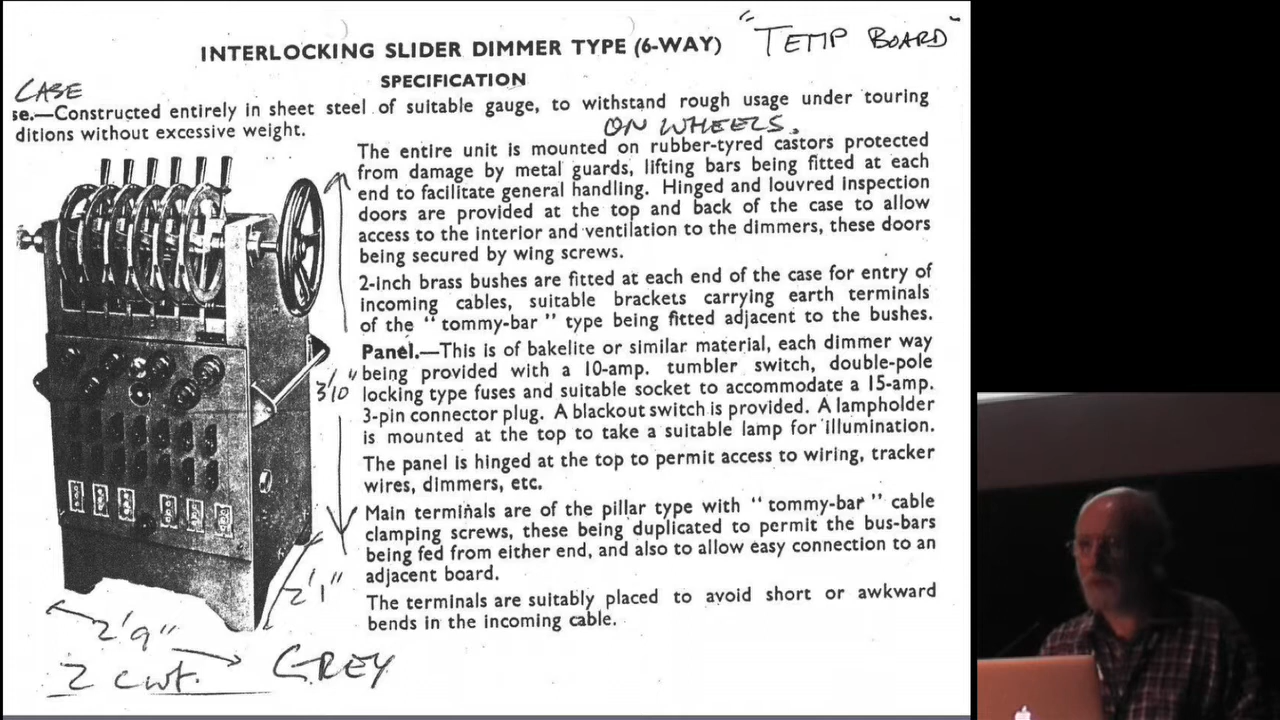 INTERLOCKING SLIDER DIMMER TYPE (6-WAY)
"TEMP BOARD"
SPECIFICATION
CASE
se.—Constructed entirely in sheet steel of suitable gauge, to withstand rough usage under touring
ditions without excessive weight.
ON WHEELS.
The entire unit is mounted on rubber-tyred castors protected
from damage by metal guards, lifting bars being fitted at each
end to facilitate general handling. Hinged and louvred inspection
doors are provided at the top and back of the case to allow
access to the interior and ventilation to the dimmers, these doors
being secured by wing screws.
2-inch brass bushes are fitted at each end of the case for entry of
incoming cables, suitable brackets carrying earth terminals
of the "tommy-bar" type being fitted adjacent to the bushes.
Panel.—This is of bakelite or similar material, each dimmer way
being provided with a 10-amp. tumbler switch, double-pole
locking type fuses and suitable socket to accommodate a 15-amp.
3-pin connector plug. A blackout switch is provided. A lampholder
is mounted at the top to take a suitable lamp for illumination.
The panel is hinged at the top to permit access to wiring, tracker
wires, dimmers, etc.
Main terminals are of the pillar type with "tommy-bar" cable
clamping screws, these being duplicated to permit the bus-bars
being fed from either end, and also to allow easy connection to an
adjacent board.
The terminals are suitably placed to avoid short or awkward
bends in the incoming cable.
3'10"
2'1"
2'9"
2 cwt.
GREY